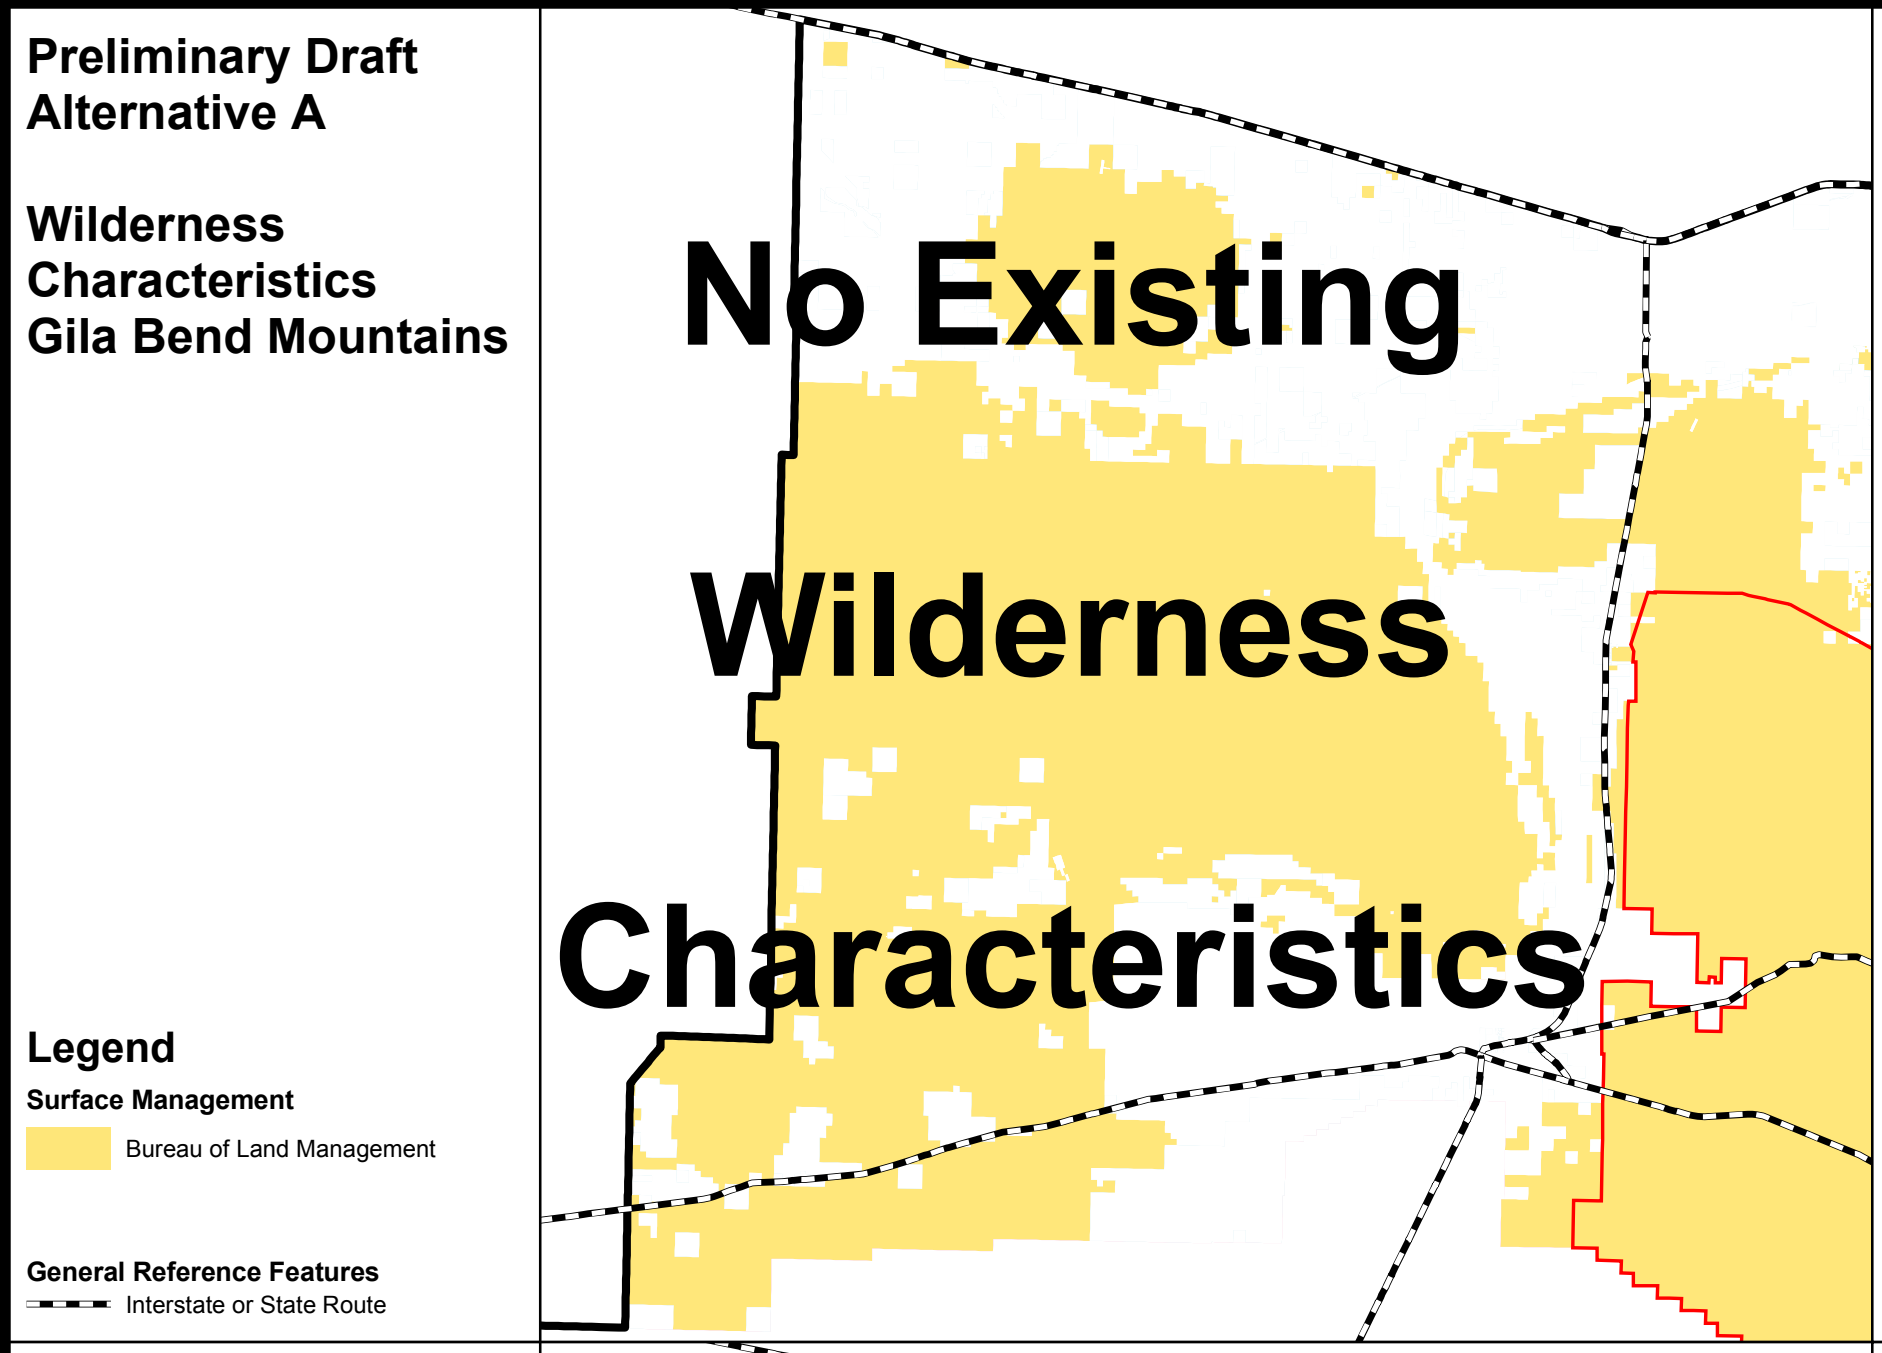 Preliminary Draft
Alternative A
Wilderness
Characteristics
Gila Bend Mountains
No Existing
Wilderness
Characteristics
Legend
Surface Management
Bureau of Land Management
General Reference Features
Interstate or State Route